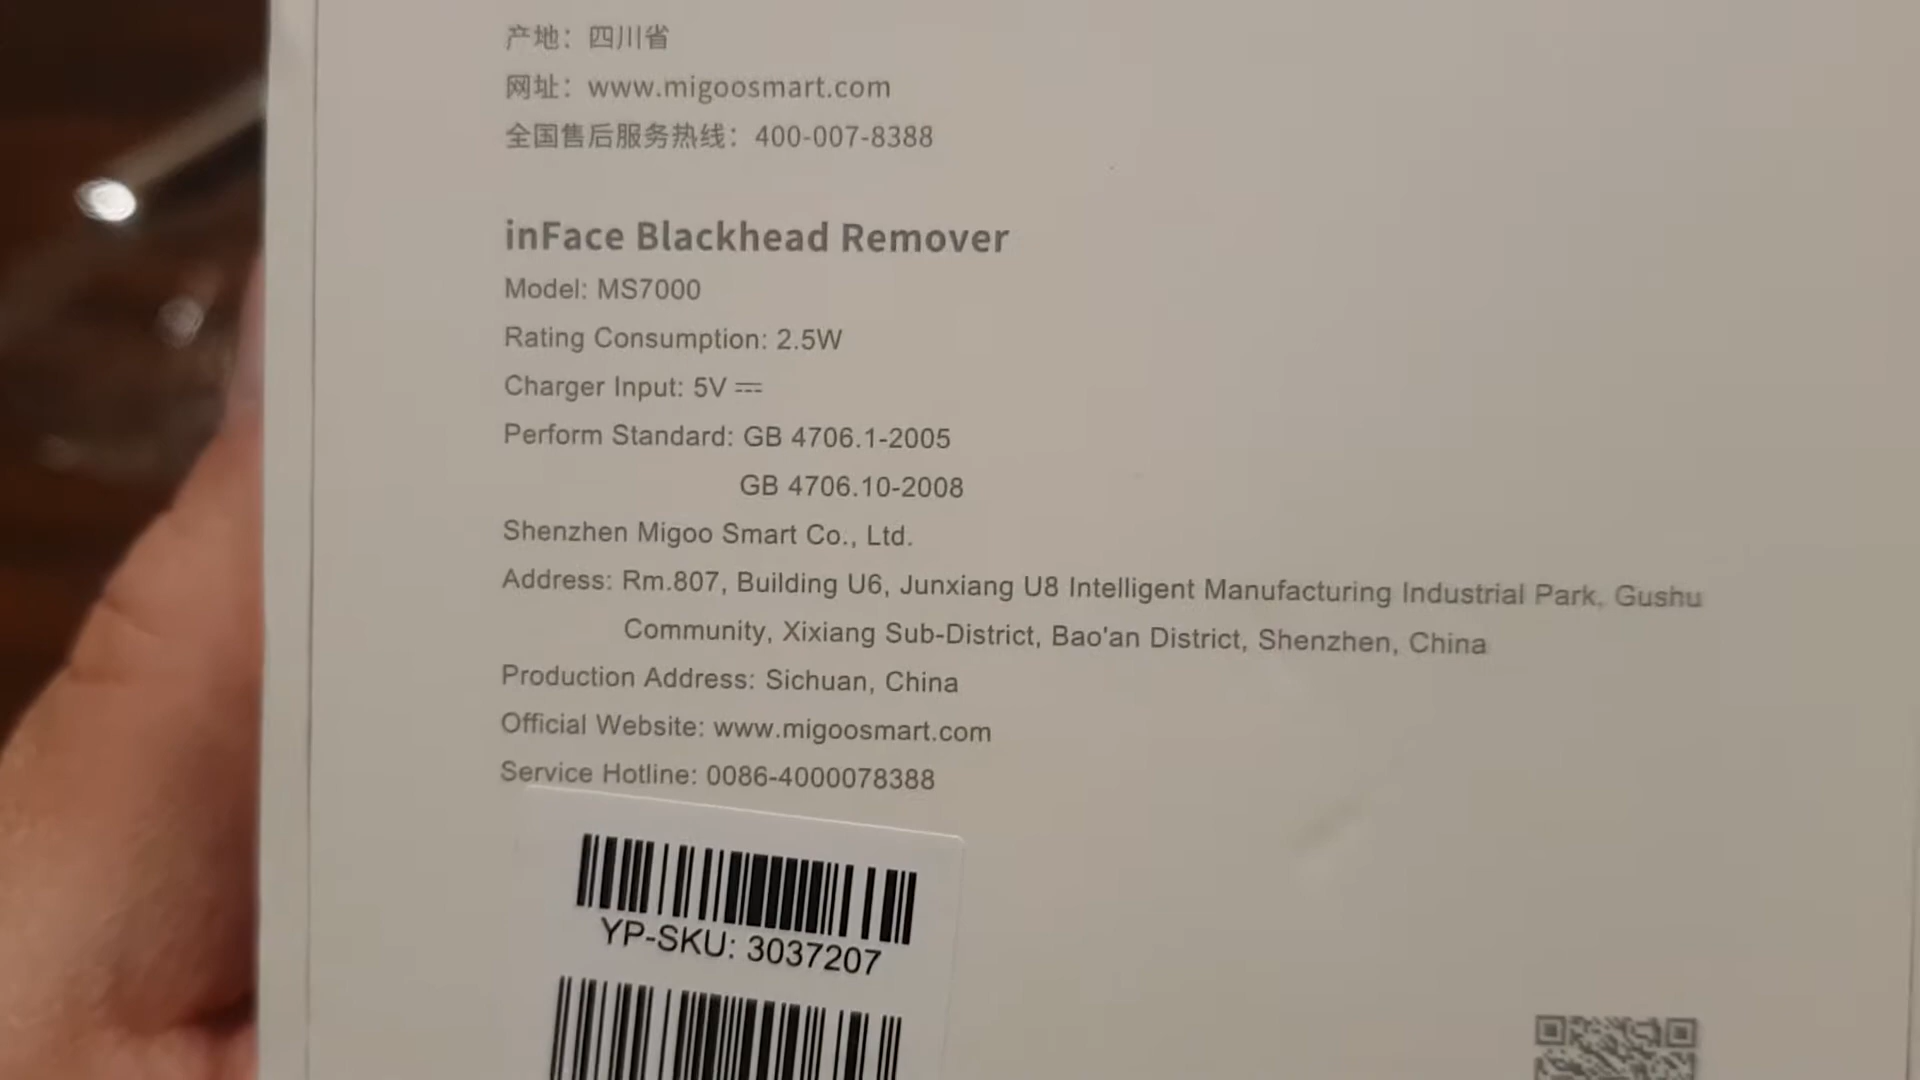 产地：四川省
网址：www.migoosmart.com
全国售后服务热线：400-007-8388
inFace Blackhead Remover
Model: MS7000
Rating Consumption: 2.5W
Charger Input: 5V ⎓
Perform Standard: GB 4706.1-2005
GB 4706.10-2008
Shenzhen Migoo Smart Co., Ltd.
Address: Rm.807, Building U6, Junxiang U8 Intelligent Manufacturing Industrial Park, Gushu
Community, Xixiang Sub-District, Bao'an District, Shenzhen, China
Production Address: Sichuan, China
Official Website: www.migoosmart.com
Service Hotline: 0086-4000078388
YP-SKU: 3037207